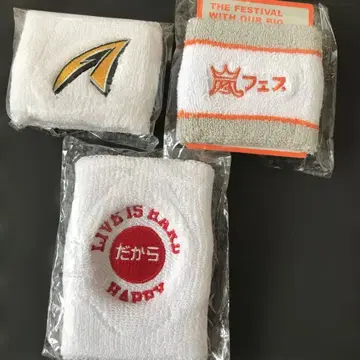 THE FESTIVAL
WITH OUR BIG
嵐フェス
LIVE IS HARD
だから
HAPPY